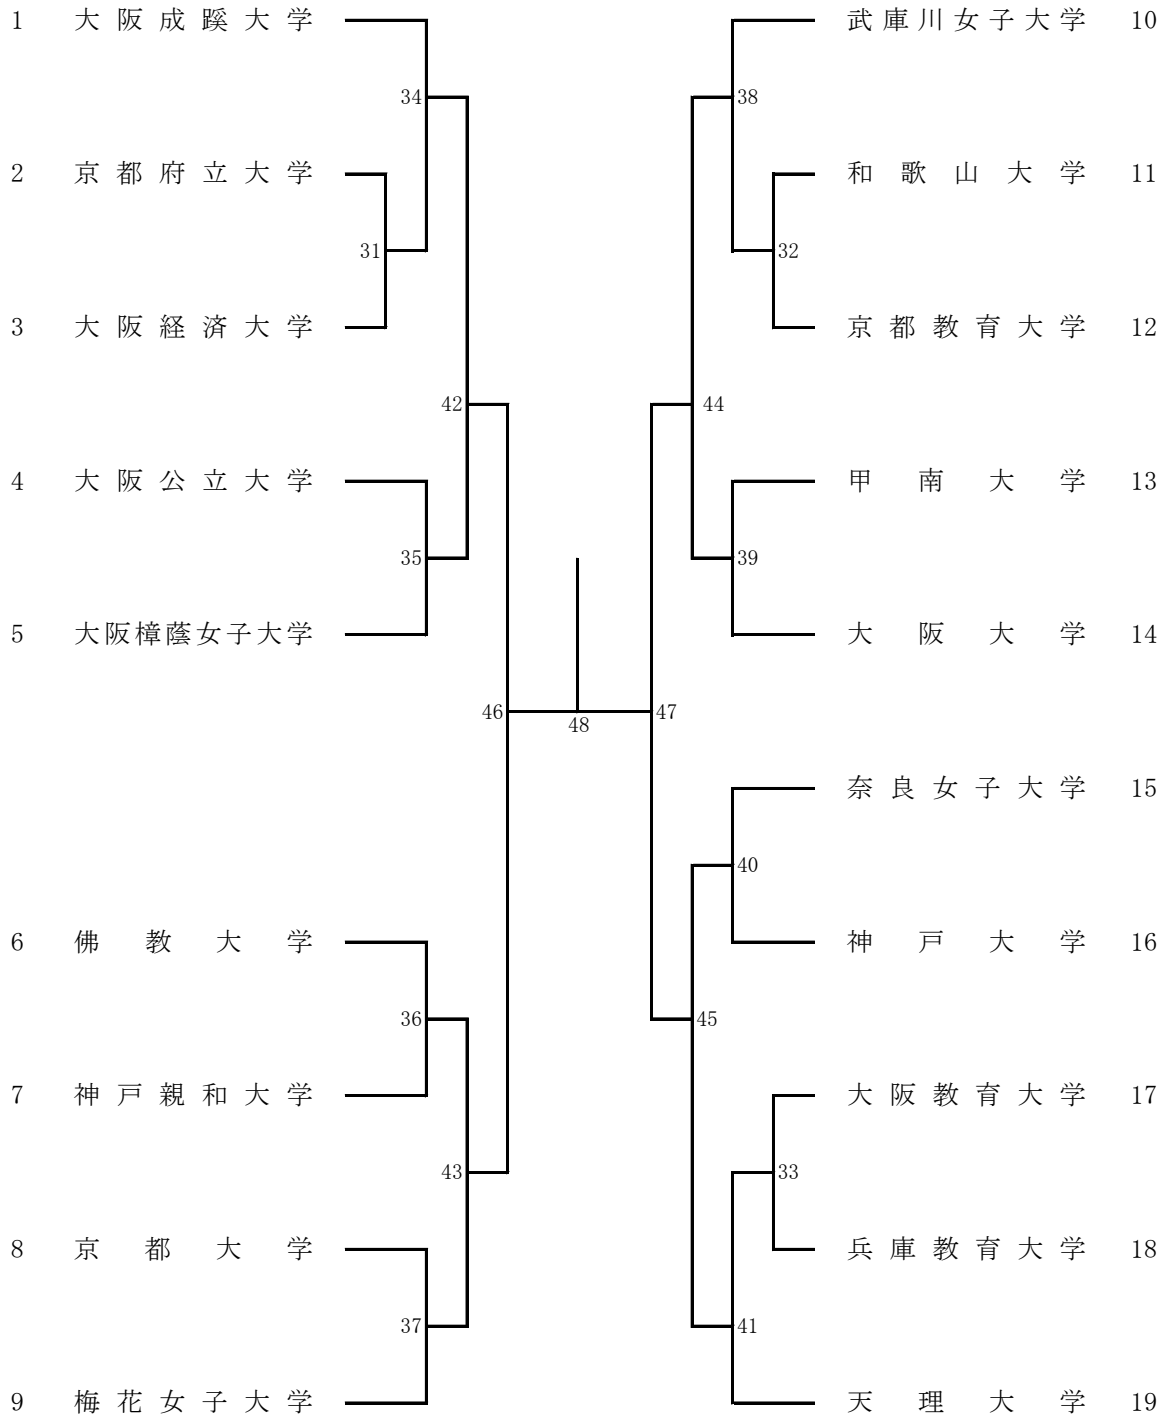 1 大阪成蹊大学
武庫川女子大学 10
34
38
2 京都府立大学
和歌山大学 11
31
32
3 大阪経済大学
京都教育大学 12
42
44
4 大阪公立大学
甲南大学 13
35
39
5 大阪樟蔭女子大学
大阪大学 14
46
47
48
奈良女子大学 15
40
6 佛教大学
神戸大学 16
36
45
7 神戸親和大学
大阪教育大学 17
43
33
8 京都大学
兵庫教育大学 18
37
41
9 梅花女子大学
天理大学 19